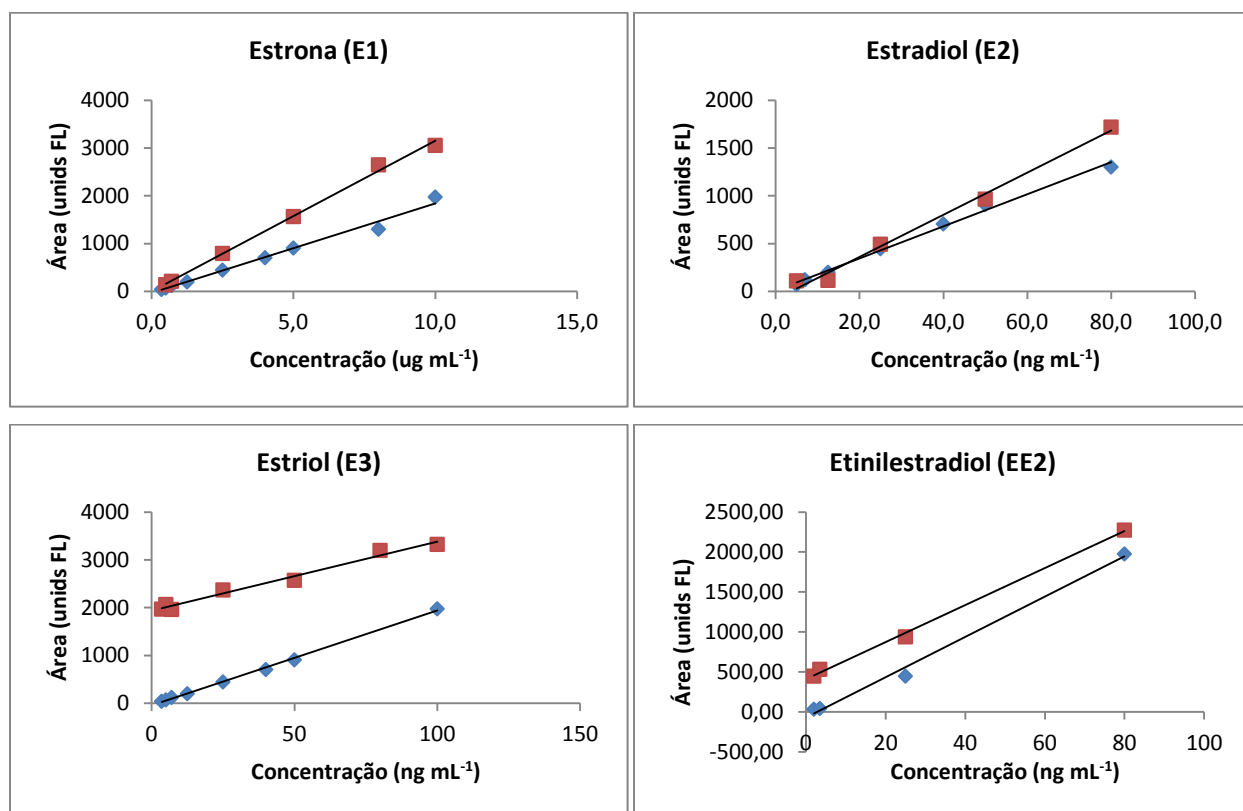 Estrona (E1)
Área (unids FL)
4000
3000
2000
1000
0
0,0 5,0 10,0 15,0
Concentração (ug mL⁻¹)
Estradiol (E2)
Área (unids FL)
2000
1500
1000
500
0
0,0 20,0 40,0 60,0 80,0 100,0
Concentração (ng mL⁻¹)
Estriol (E3)
Área (unids FL)
4000
3000
2000
1000
0
0 50 100 150
Concentração (ng mL⁻¹)
Etinilestradiol (EE2)
Área (unids FL)
2500,00
2000,00
1500,00
1000,00
500,00
0,00
-500,00
0 20 40 60 80 100
Concentração (ng mL⁻¹)